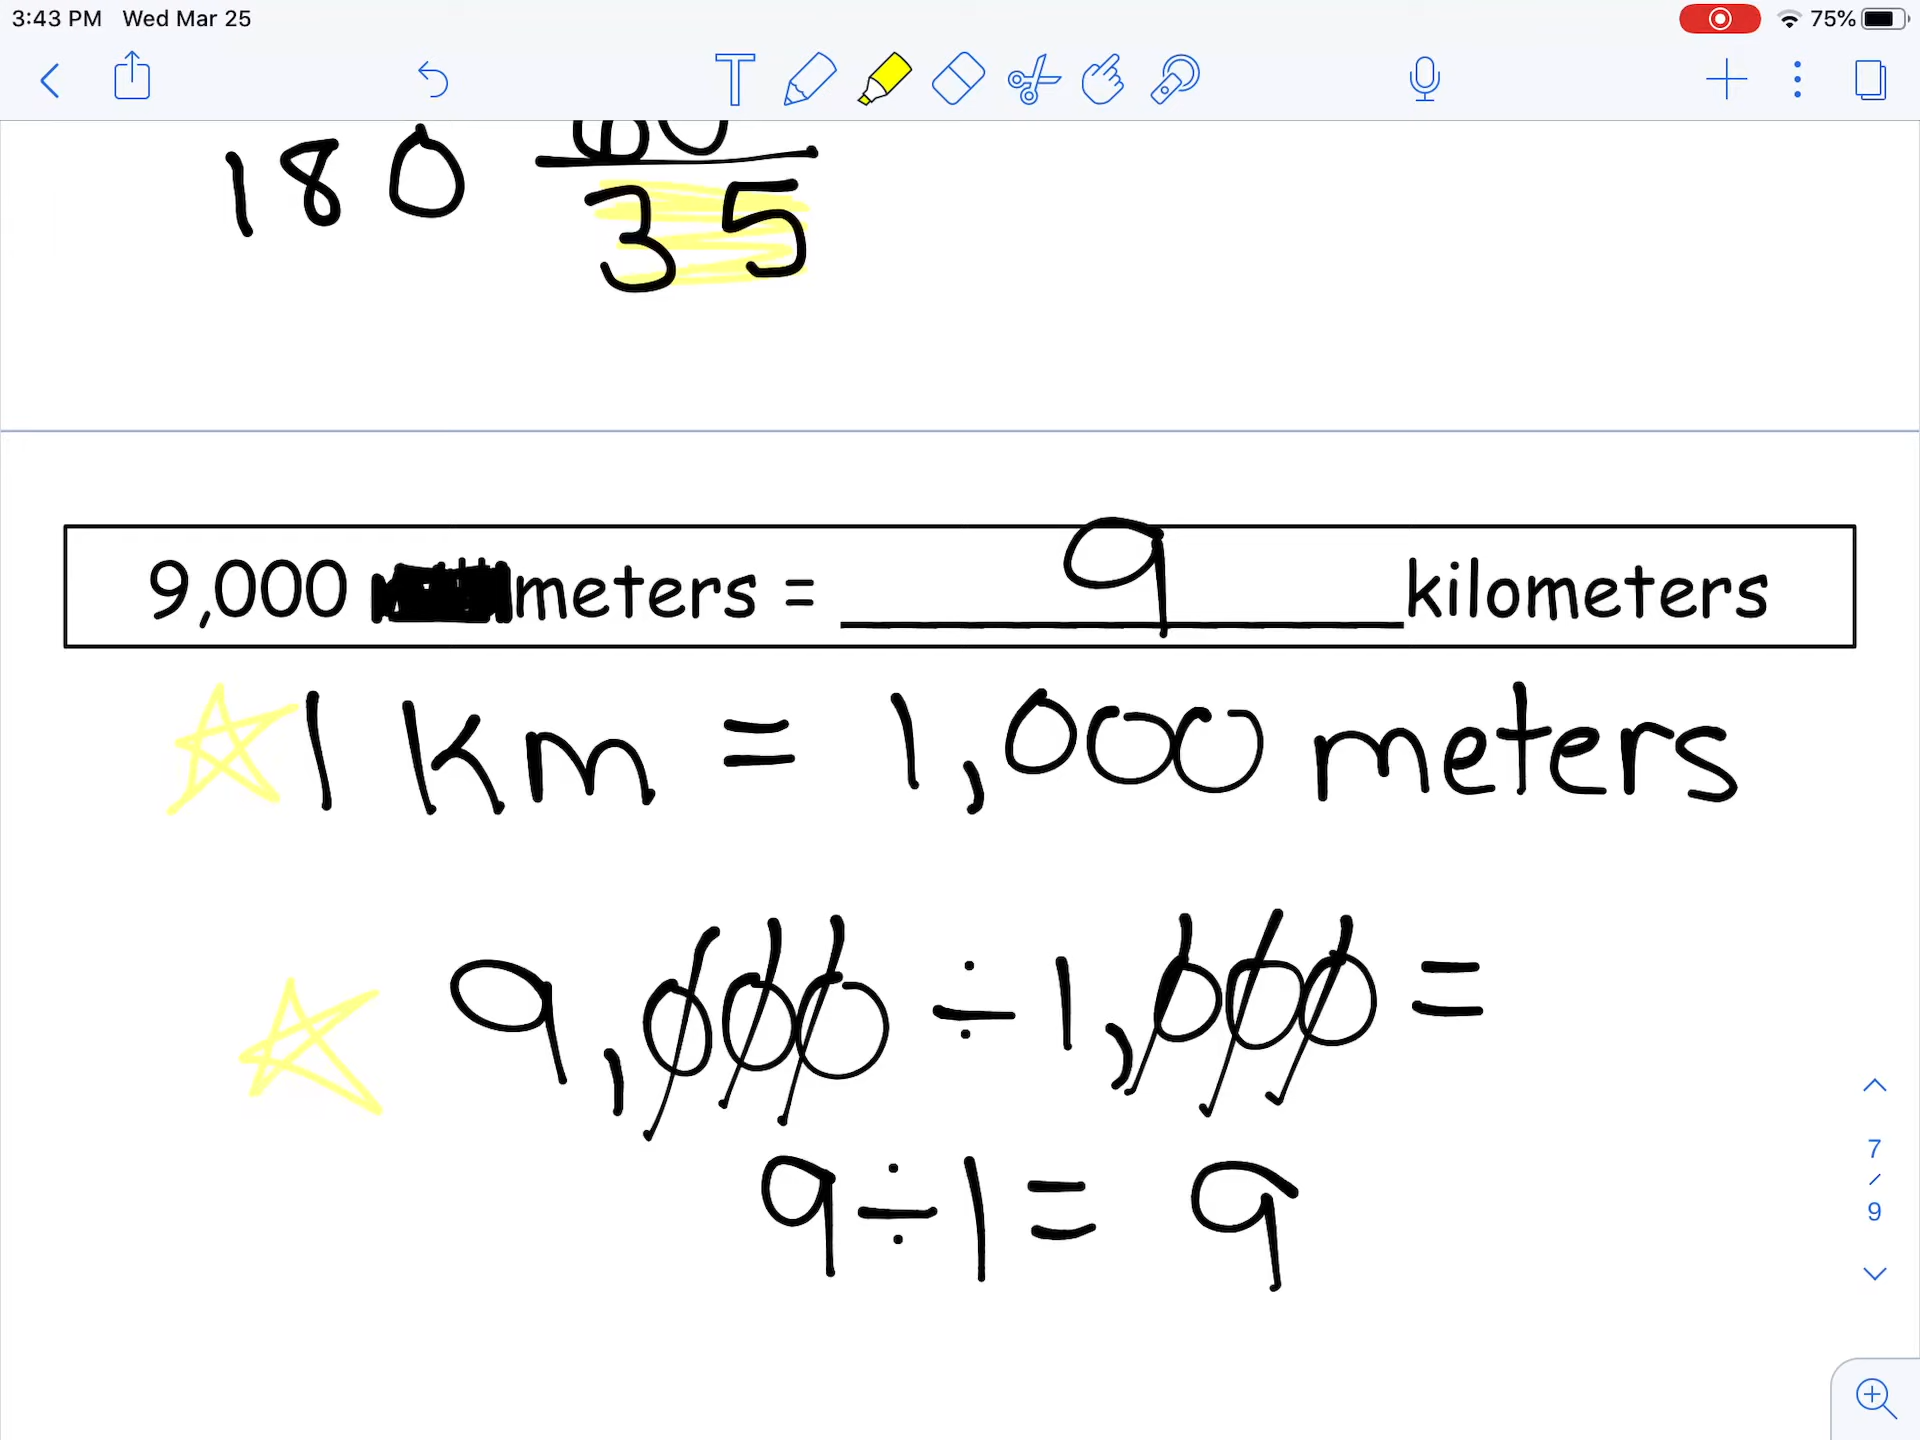 3:43 PM Wed Mar 25
75%
T
60
180
35
9,000 meters = 9 kilometers
1 km = 1,000 meters
9,000 ÷ 1,000 =
9 ÷ 1 = 9
7
/
9